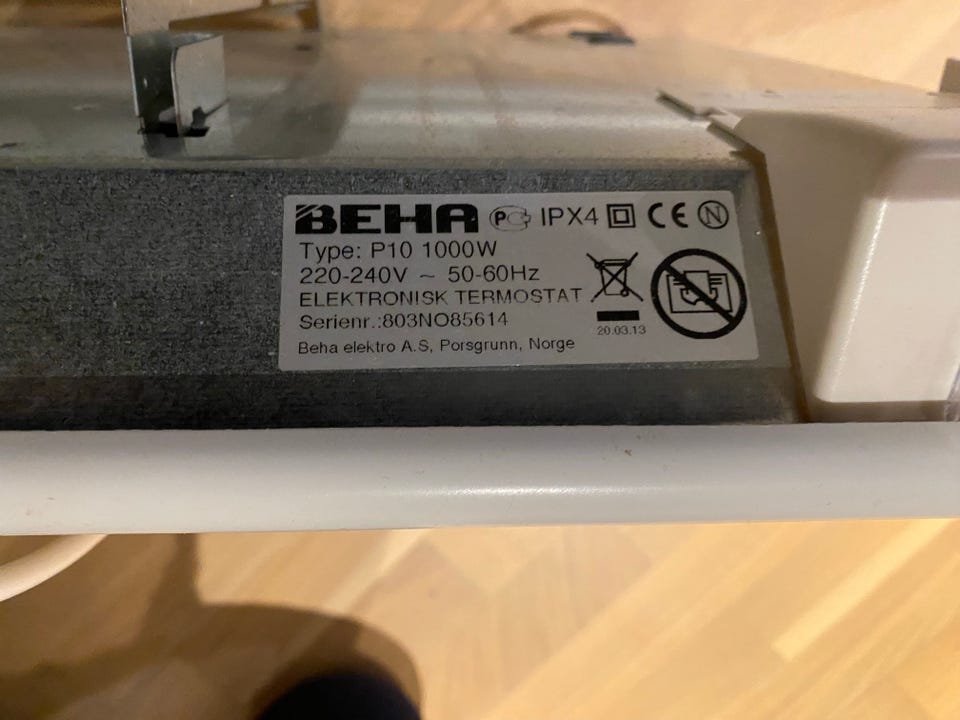 BEHA PG IPX4 CE N
Type: P10 1000W
220-240V ~ 50-60Hz
ELEKTRONISK TERMOSTAT
Serienr.:803NO85614
20.03.13
Beha elektro A.S, Porsgrunn, Norge